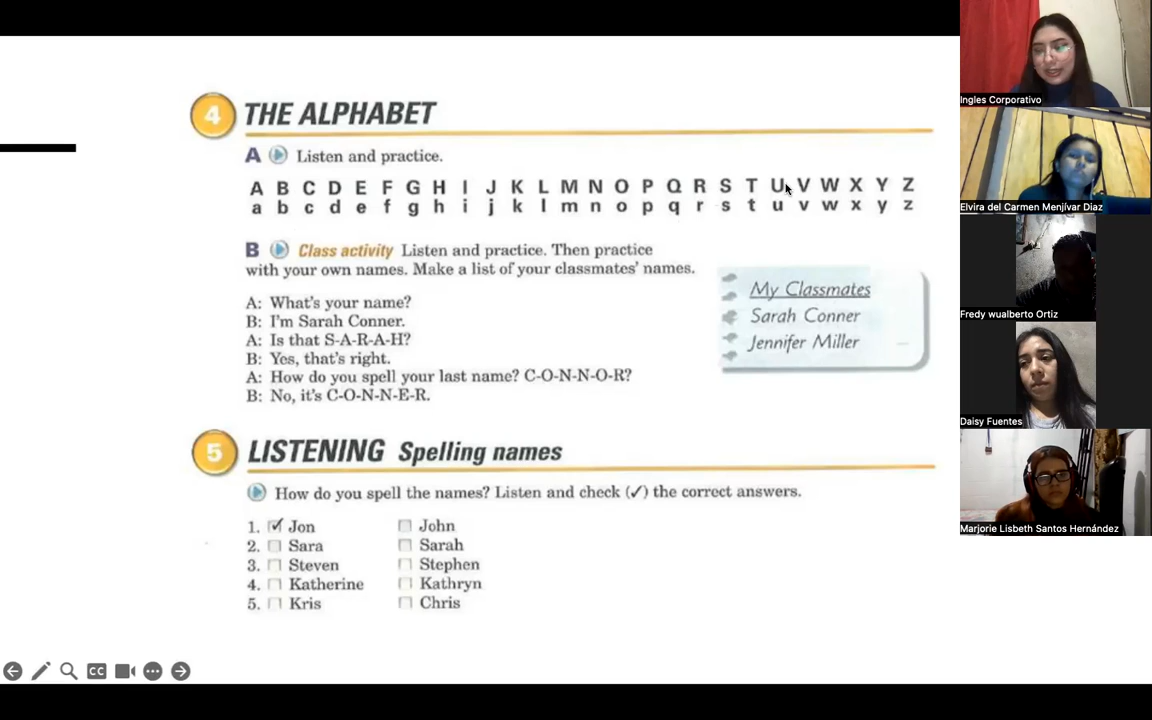 4 THE ALPHABET
A Listen and practice.
A B C D E F G H I J K L M N O P Q R S T U V W X Y Z
a b c d e f g h i j k l m n o p q r s t u v w x y z
B Class activity Listen and practice. Then practice
with your own names. Make a list of your classmates' names.
A: What's your name?
B: I'm Sarah Conner.
A: Is that S-A-R-A-H?
B: Yes, that's right.
A: How do you spell your last name? C-O-N-N-O-R?
B: No, it's C-O-N-N-E-R.
My Classmates
Sarah Conner
Jennifer Miller
5 LISTENING Spelling names
How do you spell the names? Listen and check (✓) the correct answers.
1. Jon John
2. Sara Sarah
3. Steven Stephen
4. Katherine Kathryn
5. Kris Chris
CC
Ingles Corporativo
Elvira del Carmen Menjívar Diaz
Fredy wualberto Ortiz
Daisy Fuentes
Marjorie Lisbeth Santos Hernández